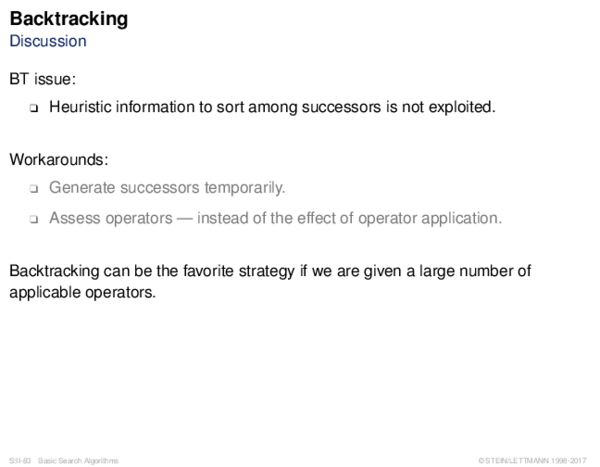 Backtracking
Discussion
BT issue:
❑ Heuristic information to sort among successors is not exploited.
Workarounds:
❑ Generate successors temporarily.
❑ Assess operators — instead of the effect of operator application.
Backtracking can be the favorite strategy if we are given a large number of
applicable operators.
S:II-83 Basic Search Algorithms
©STEIN/LETTMANN 1998-2017